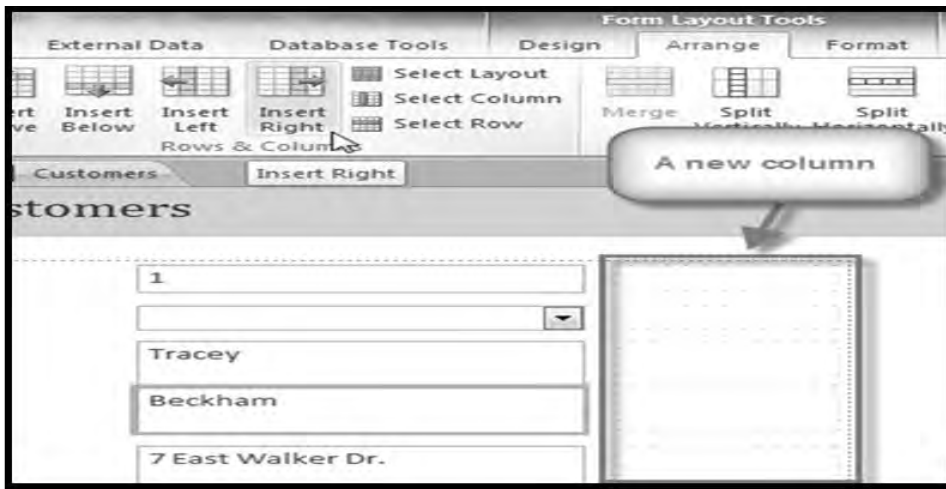 Form Layout Tools
External Data Database Tools Design Arrange Format
Select Layout
Select Column
Select Row
Insert Below
Insert Left
Insert Right
Merge
Split
Split
Rows &
Customers
Insert Right
A new column
stomers
1
Tracey
Beckham
7 East Walker Dr.